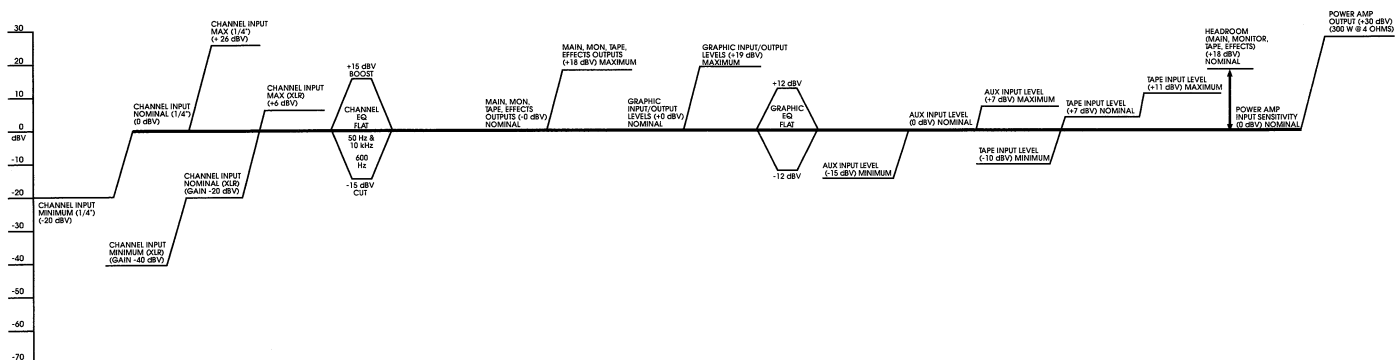 30
20
10
0
dBV
-10
-20
-30
-40
-50
-60
-70
CHANNEL INPUT
MINIMUM (1/4")
(-20 dBV)
CHANNEL INPUT
NOMINAL (1/4")
(0 dBV)
CHANNEL INPUT
MAX (1/4")
(+ 26 dBV)
CHANNEL INPUT
MINIMUM (XLR)
(GAIN -40 dBV)
CHANNEL INPUT
NOMINAL (XLR)
(GAIN -20 dBV)
CHANNEL INPUT
MAX (XLR)
(+6 dBV)
+15 dBV
BOOST
CHANNEL
EQ
FLAT
50 Hz &
10 kHz
600
Hz
-15 dBV
CUT
MAIN, MON,
TAPE, EFFECTS
OUTPUTS (-0 dBV)
NOMINAL
MAIN, MON, TAPE,
EFFECTS OUTPUTS
(+18 dBV) MAXIMUM
GRAPHIC
INPUT/OUTPUT
LEVELS (+0 dBV)
NOMINAL
GRAPHIC INPUT/OUTPUT
LEVELS (+19 dBV)
MAXIMUM
+12 dBV
GRAPHIC
EQ
FLAT
-12 dBV
AUX INPUT LEVEL
(-15 dBV) MINIMUM
AUX INPUT LEVEL
(0 dBV) NOMINAL
AUX INPUT LEVEL
(+7 dBV) MAXIMUM
TAPE INPUT LEVEL
(-10 dBV) MINIMUM
TAPE INPUT LEVEL
(+7 dBV) NOMINAL
TAPE INPUT LEVEL
(+11 dBV) MAXIMUM
HEADROOM
(MAIN, MONITOR,
TAPE, EFFECTS)
(+18 dBV)
NOMINAL
POWER AMP
INPUT SENSITIVITY
(0 dBV) NOMINAL
POWER AMP
OUTPUT (+30 dBV)
(300 W @ 4 OHMS)